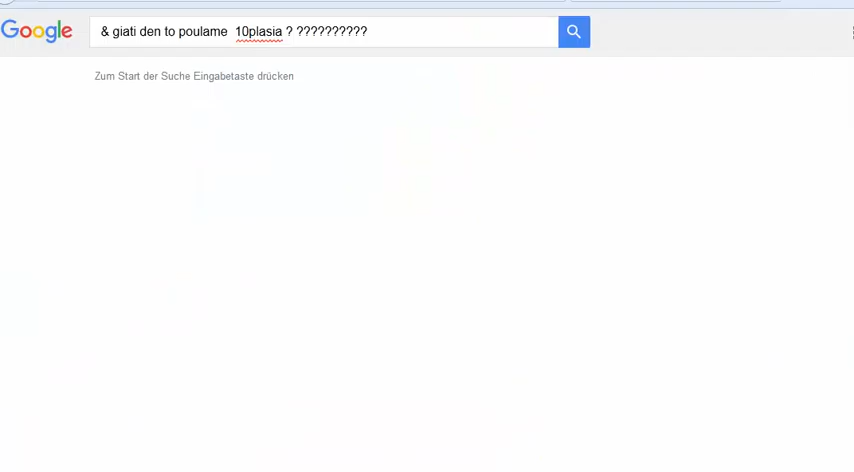 Google & giati den to poulame 10plasia ? ??????????
Zum Start der Suche Eingabetaste drücken